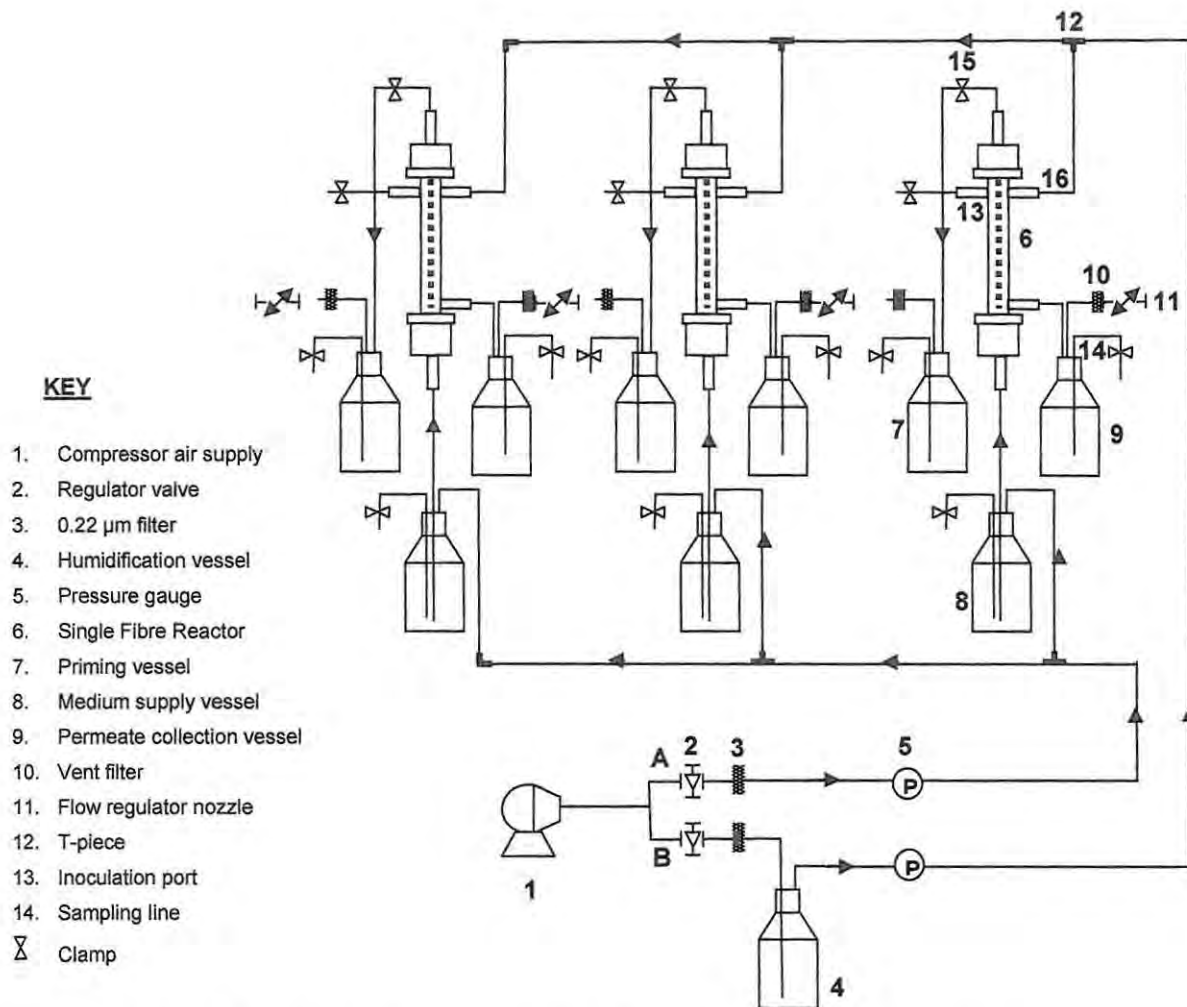 12
15
16
13
6
10
11
14
7
9
8
KEY
1. Compressor air supply
2. Regulator valve
3. 0.22 µm filter
4. Humidification vessel
5. Pressure gauge
6. Single Fibre Reactor
7. Priming vessel
8. Medium supply vessel
9. Permeate collection vessel
10. Vent filter
11. Flow regulator nozzle
12. T-piece
13. Inoculation port
14. Sampling line
Clamp
A 2 3 5
P
B
P
1
4